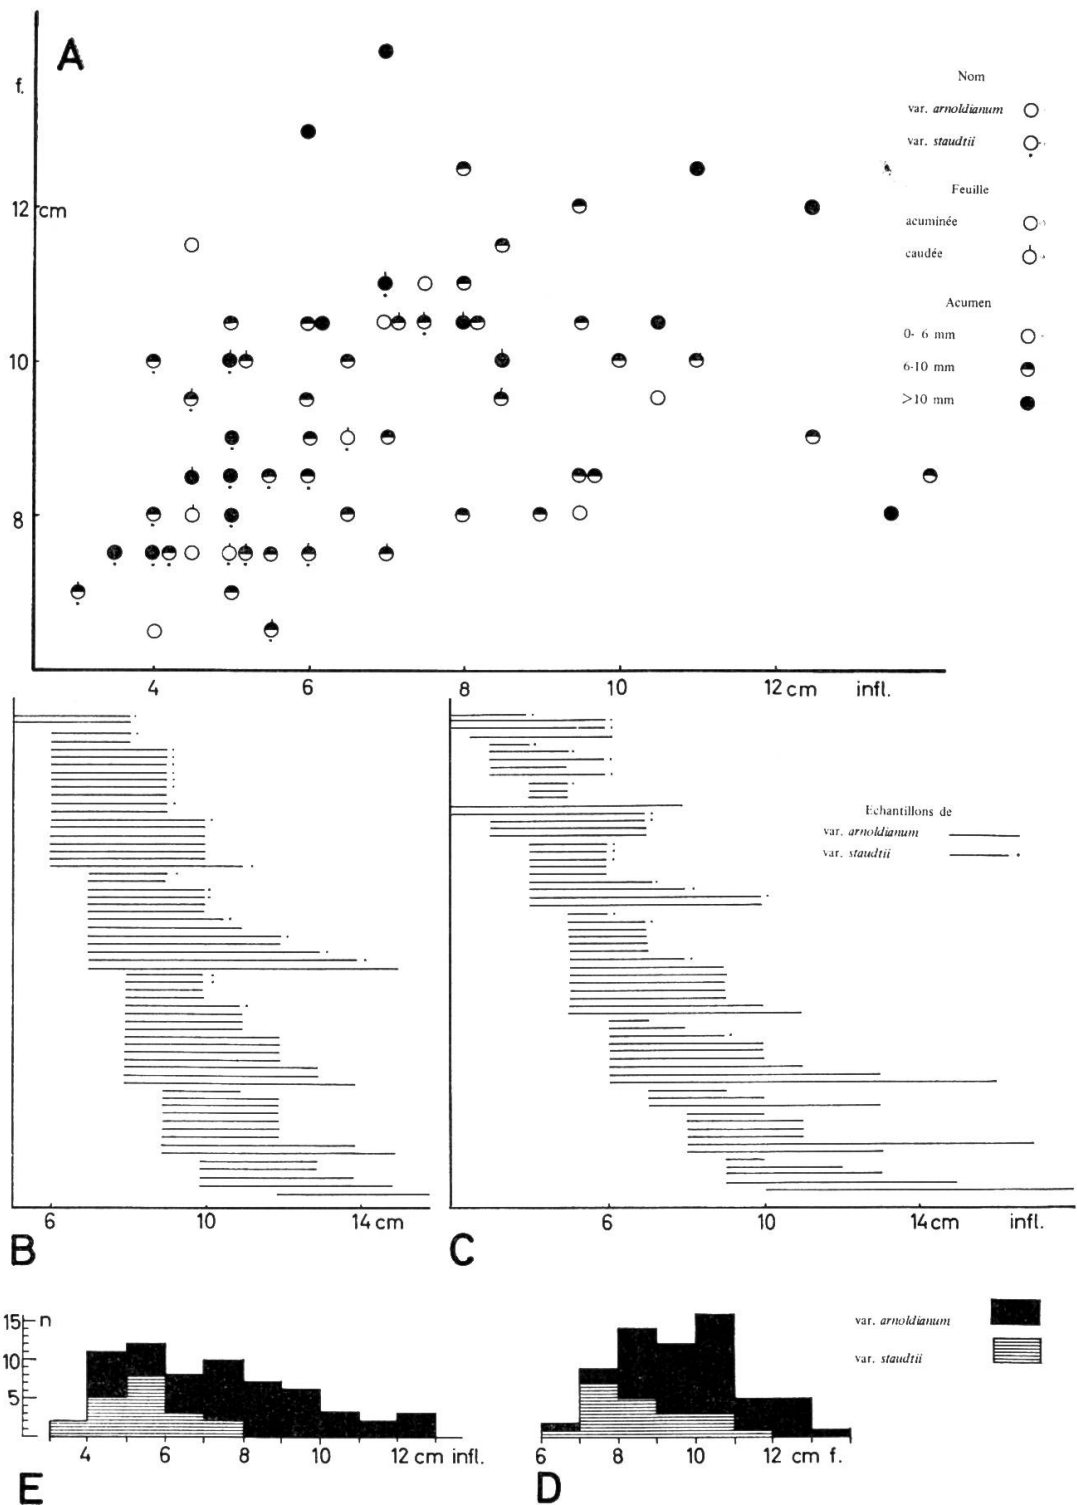 A
f.
Nom
var. arnoldianum
var. staudtii
Feuille
acuminée
caudée
Acumen
0- 6 mm
6-10 mm
>10 mm
12 cm
10
8
4 6 8 10 12 cm infl.
Echantillons de
var. arnoldianum
var. staudtii
6 10 14 cm
6 10 14 cm infl.
B
C
15 n
10
5
var. arnoldianum
var. staudtii
4 6 8 10 12 cm infl.
6 8 10 12 cm f.
E
D